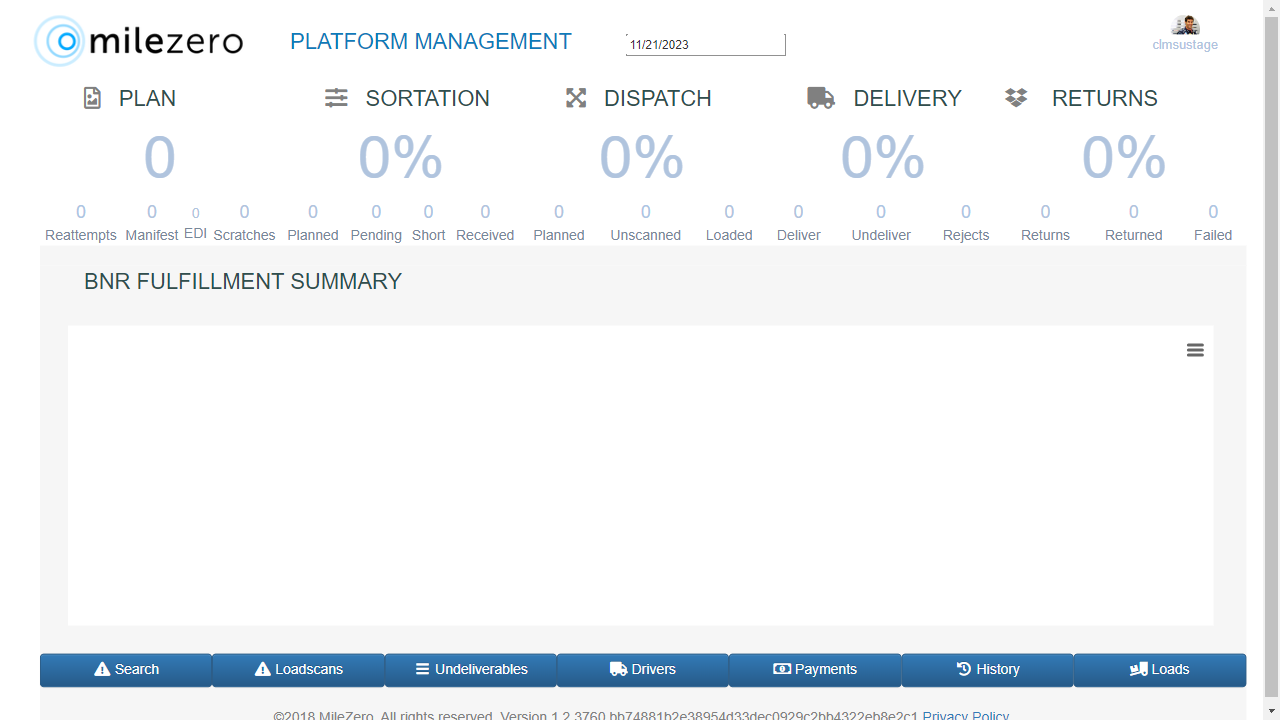 milezero
PLATFORM MANAGEMENT
11/21/2023
clmsustage
PLAN
SORTATION
DISPATCH
DELIVERY
RETURNS
0
0%
0%
0%
0%
0 0 0 0 0 0 0 0 0 0 0 0 0 0 0 0 0
Reattempts Manifest EDI Scratches Planned Pending Short Received Planned Unscanned Loaded Deliver Undeliver Rejects Returns Returned Failed
BNR FULFILLMENT SUMMARY
Search Loadscans Undeliverables Drivers Payments History Loads
©2018 MileZero. All rights reserved. Version 1.2.3760.bb74881b2e38954d33dec0929c2bb4322eb8e2c1 Privacy Policy